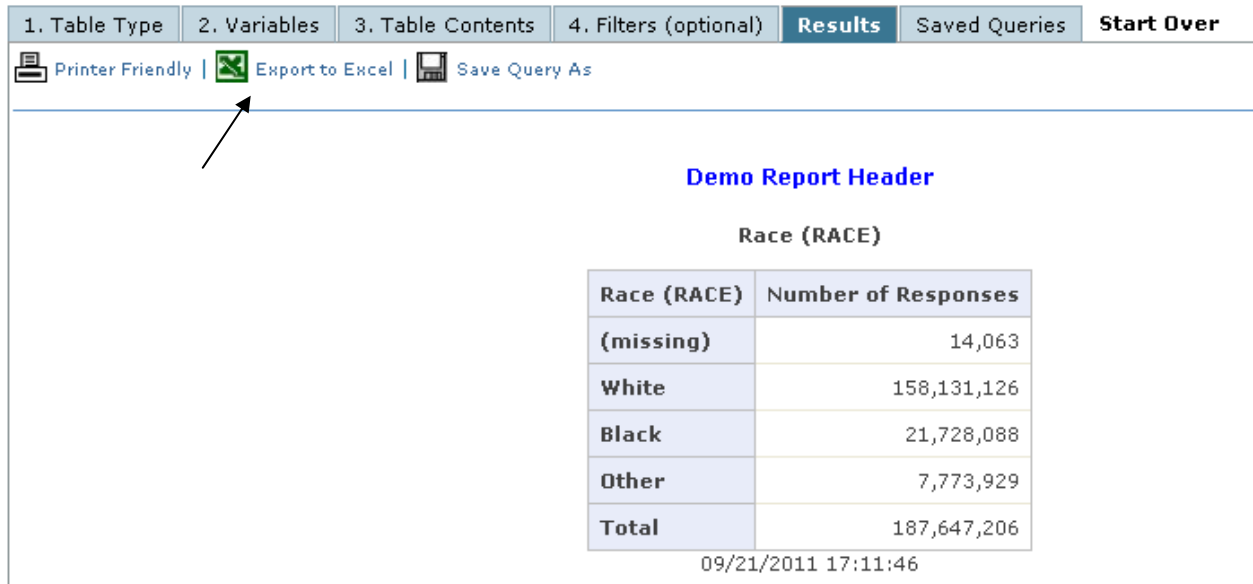 1. Table Type 2. Variables 3. Table Contents 4. Filters (optional) Results Saved Queries Start Over
Printer Friendly | Export to Excel | Save Query As
Demo Report Header
Race (RACE)
Race (RACE) Number of Responses
(missing) 14,063
White 158,131,126
Black 21,728,088
Other 7,773,929
Total 187,647,206
09/21/2011 17:11:46